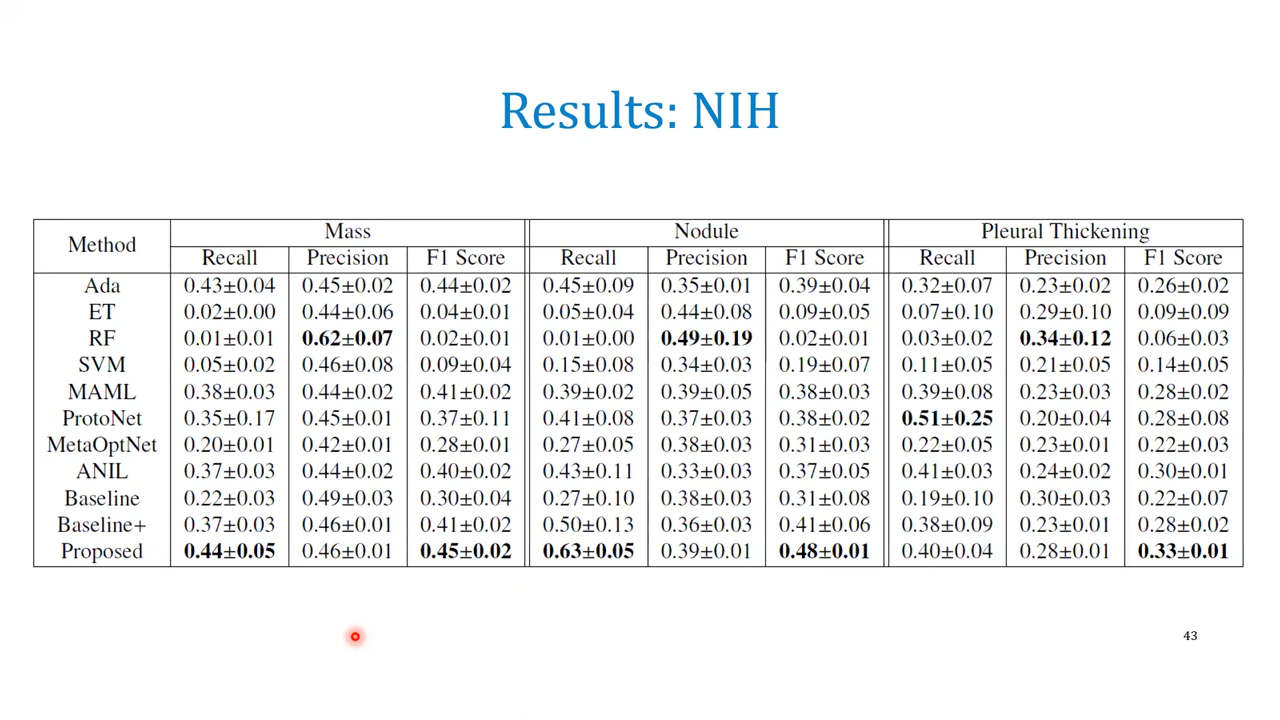 Results: NIH
Method Mass Nodule Pleural Thickening
Recall Precision F1 Score Recall Precision F1 Score Recall Precision F1 Score
Ada 0.43±0.04 0.45±0.02 0.44±0.02 0.45±0.09 0.35±0.01 0.39±0.04 0.32±0.07 0.23±0.02 0.26±0.02
ET 0.02±0.00 0.44±0.06 0.04±0.01 0.05±0.04 0.44±0.08 0.09±0.05 0.07±0.10 0.29±0.10 0.09±0.09
RF 0.01±0.01 0.62±0.07 0.02±0.01 0.01±0.00 0.49±0.19 0.02±0.01 0.03±0.02 0.34±0.12 0.06±0.03
SVM 0.05±0.02 0.46±0.08 0.09±0.04 0.15±0.08 0.34±0.03 0.19±0.07 0.11±0.05 0.21±0.05 0.14±0.05
MAML 0.38±0.03 0.44±0.02 0.41±0.02 0.39±0.02 0.39±0.05 0.38±0.03 0.39±0.08 0.23±0.03 0.28±0.02
ProtoNet 0.35±0.17 0.45±0.01 0.37±0.11 0.41±0.08 0.37±0.03 0.38±0.02 0.51±0.25 0.20±0.04 0.28±0.08
MetaOptNet 0.20±0.01 0.42±0.01 0.28±0.01 0.27±0.05 0.38±0.03 0.31±0.03 0.22±0.05 0.23±0.01 0.22±0.03
ANIL 0.37±0.03 0.44±0.02 0.40±0.02 0.43±0.11 0.33±0.03 0.37±0.05 0.41±0.03 0.24±0.02 0.30±0.01
Baseline 0.22±0.03 0.49±0.03 0.30±0.04 0.27±0.10 0.38±0.03 0.31±0.08 0.19±0.10 0.30±0.03 0.22±0.07
Baseline+ 0.37±0.03 0.46±0.01 0.41±0.02 0.50±0.13 0.36±0.03 0.41±0.06 0.38±0.09 0.23±0.01 0.28±0.02
Proposed 0.44±0.05 0.46±0.01 0.45±0.02 0.63±0.05 0.39±0.01 0.48±0.01 0.40±0.04 0.28±0.01 0.33±0.01
43